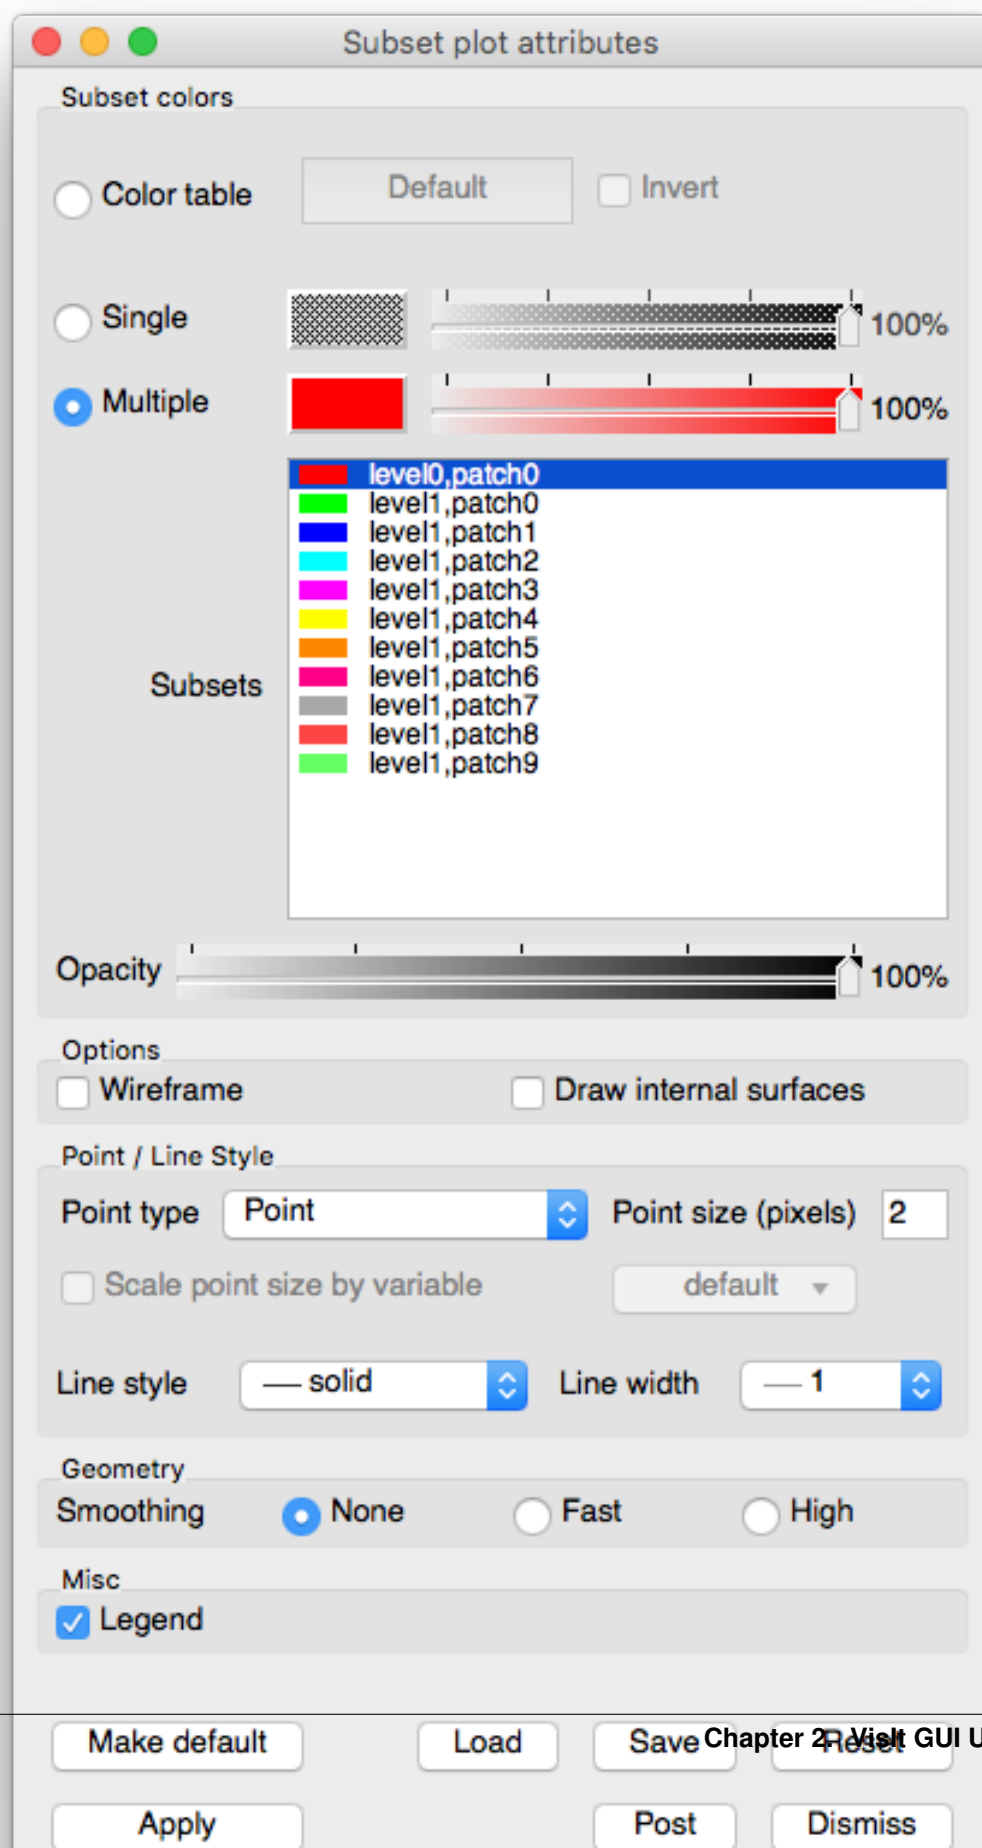 Subset plot attributes
Subset colors
Color table Default Invert
Single 100%
Multiple 100%
level0,patch0
level1,patch0
level1,patch1
level1,patch2
level1,patch3
level1,patch4
level1,patch5
Subsets level1,patch6
level1,patch7
level1,patch8
level1,patch9
Opacity 100%
Options
Wireframe Draw internal surfaces
Point / Line Style
Point type Point Point size (pixels) 2
Scale point size by variable default
Line style solid Line width 1
Geometry
Smoothing None Fast High
Misc
Legend
Make default Load Save Reset
Chapter 2. VisIt GUI U
Apply Post Dismiss